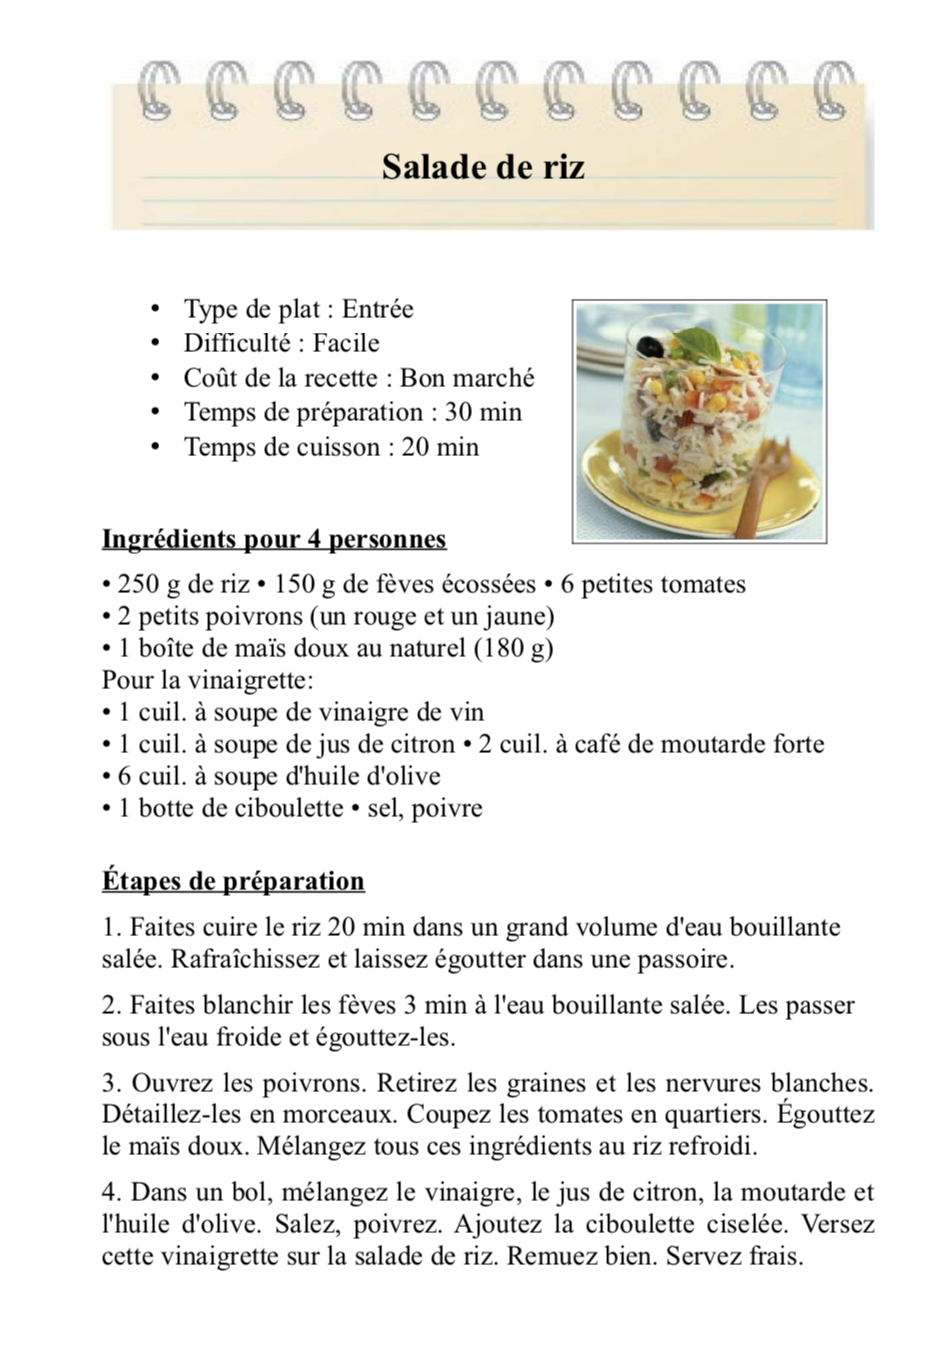 Salade de riz
• Type de plat : Entrée
• Difficulté : Facile
• Coût de la recette : Bon marché
• Temps de préparation : 30 min
• Temps de cuisson : 20 min
Ingrédients pour 4 personnes
• 250 g de riz • 150 g de fèves écossées • 6 petites tomates
• 2 petits poivrons (un rouge et un jaune)
• 1 boîte de maïs doux au naturel (180 g)
Pour la vinaigrette:
• 1 cuil. à soupe de vinaigre de vin
• 1 cuil. à soupe de jus de citron • 2 cuil. à café de moutarde forte
• 6 cuil. à soupe d'huile d'olive
• 1 botte de ciboulette • sel, poivre
Étapes de préparation
1. Faites cuire le riz 20 min dans un grand volume d'eau bouillante
salée. Rafraîchissez et laissez égoutter dans une passoire.
2. Faites blanchir les fèves 3 min à l'eau bouillante salée. Les passer
sous l'eau froide et égouttez-les.
3. Ouvrez les poivrons. Retirez les graines et les nervures blanches.
Détaillez-les en morceaux. Coupez les tomates en quartiers. Égouttez
le maïs doux. Mélangez tous ces ingrédients au riz refroidi.
4. Dans un bol, mélangez le vinaigre, le jus de citron, la moutarde et
l'huile d'olive. Salez, poivrez. Ajoutez la ciboulette ciselée. Versez
cette vinaigrette sur la salade de riz. Remuez bien. Servez frais.